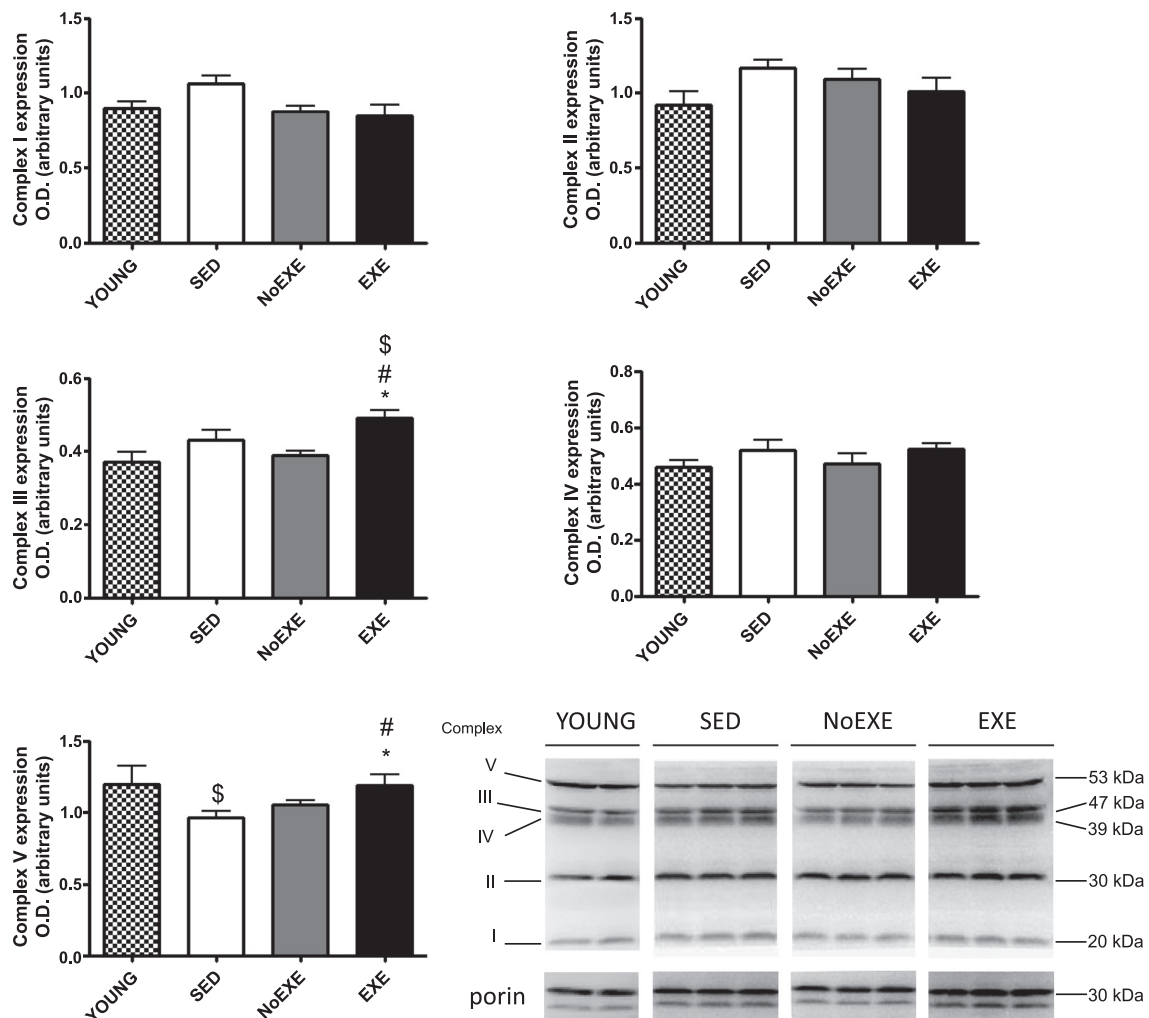 Complex I expression
O.D. (arbitrary units)
1.5
1.0
0.5
0.0
YOUNG
SED
NoEXE
EXE
Complex II expression
O.D. (arbitrary units)
1.5
1.0
0.5
0.0
YOUNG
SED
NoEXE
EXE
Complex III expression
O.D. (arbitrary units)
0.6
0.4
0.2
0.0
$
#
*
YOUNG
SED
NoEXE
EXE
Complex IV expression
O.D. (arbitrary units)
0.8
0.6
0.4
0.2
0.0
YOUNG
SED
NoEXE
EXE
Complex V expression
O.D. (arbitrary units)
1.5
1.0
0.5
0.0
$
#
*
YOUNG
SED
NoEXE
EXE
Complex YOUNG SED NoEXE EXE
V
III
IV
II
I
53 kDa
47 kDa
39 kDa
30 kDa
20 kDa
porin 30 kDa